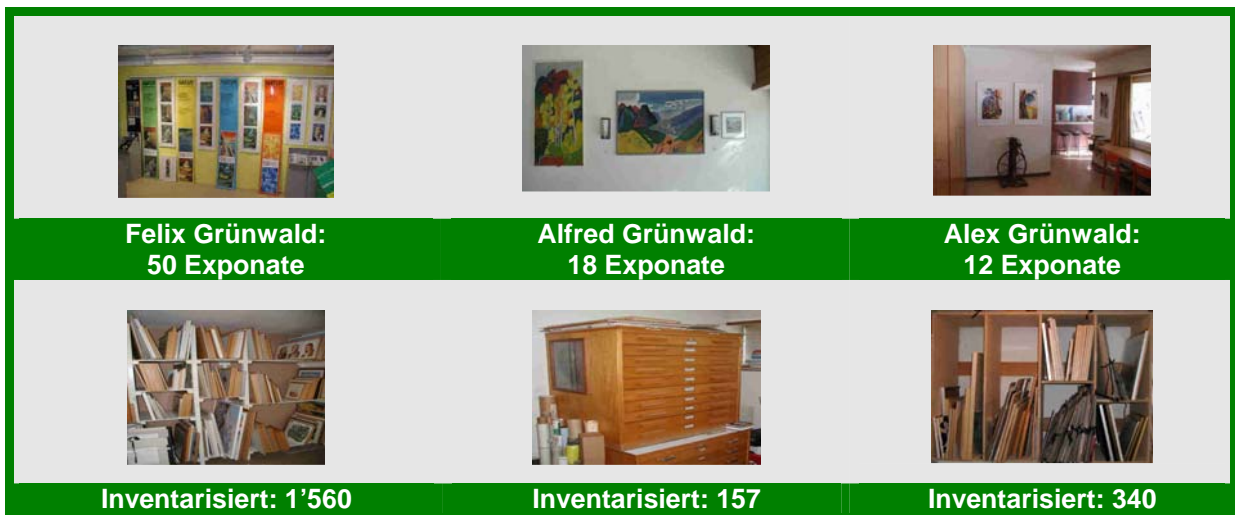 Felix Grünwald:
50 Exponate
Alfred Grünwald:
18 Exponate
Alex Grünwald:
12 Exponate
Inventarisiert: 1’560
Inventarisiert: 157
Inventarisiert: 340